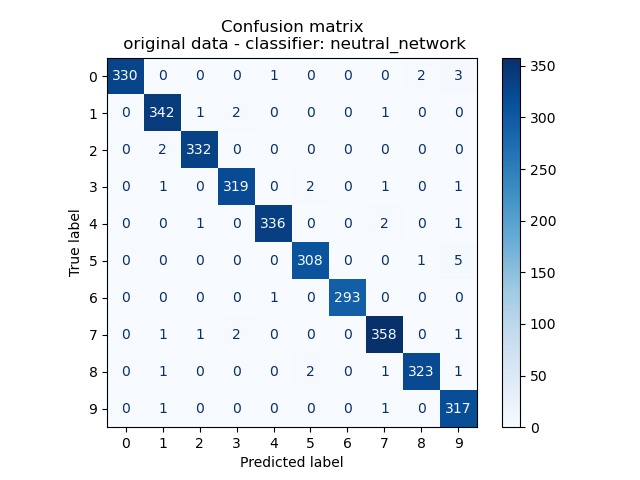 Confusion matrix
original data - classifier: neutral_network
0 330 0 0 0 1 0 0 0 2 3
1 0 342 1 2 0 0 0 1 0 0
2 0 2 332 0 0 0 0 0 0 0
3 0 1 0 319 0 2 0 1 0 1
4 0 0 1 0 336 0 0 2 0 1
5 0 0 0 0 0 308 0 0 1 5
6 0 0 0 0 1 0 293 0 0 0
7 0 1 1 2 0 0 0 358 0 1
8 0 1 0 0 0 2 0 1 323 1
9 0 1 0 0 0 0 0 1 0 317
0 1 2 3 4 5 6 7 8 9
Predicted label
True label
350
300
250
200
150
100
50
0